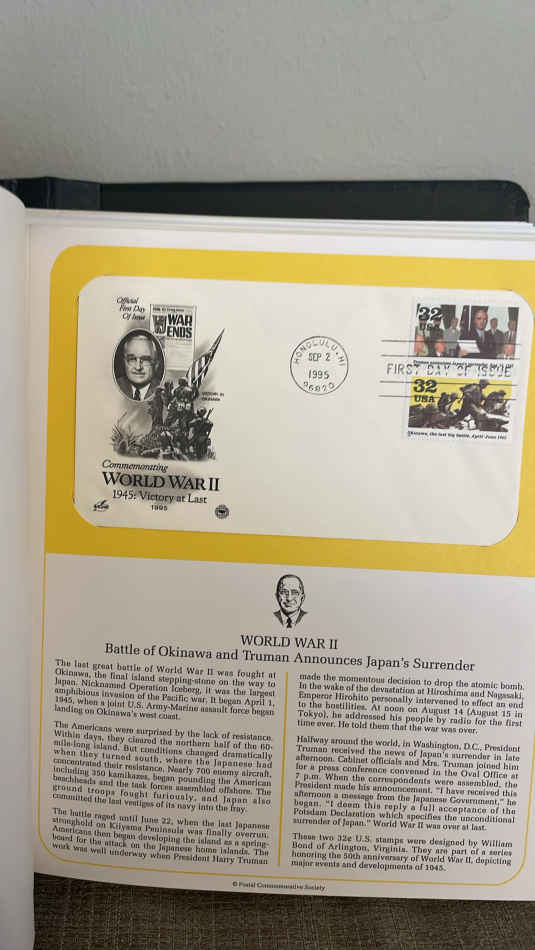 Official
First Day
Of Issue
WAR
ENDS
VICTORY IN
OKINAWA
Commemorating
WORLD WAR II
1945: Victory at Last
1995
HONOLULU, HI
SEP 2
1995
96820
FIRST DAY OF ISSUE
32
USA
32
USA
Okinawa, the last big battle, April-June 1945
WORLD WAR II
Battle of Okinawa and Truman Announces Japan's Surrender
The last great battle of World War II was fought at
Okinawa, the final island stepping-stone on the way to
Japan. Nicknamed Operation Iceberg, it was the largest
amphibious invasion of the Pacific war. It began April 1,
1945, when a joint U.S. Army-Marine assault force began
landing on Okinawa's west coast.
The Americans were surprised by the lack of resistance.
Within days, they cleared the northern half of the 60-
mile-long island. But conditions changed dramatically
when they turned south, where the Japanese had
concentrated their resistance. Nearly 700 enemy aircraft,
including 350 kamikazes, began pounding the American
beachheads and the task forces assembled offshore. The
ground troops fought furiously, and Japan also
committed the last vestiges of its navy into the fray.
The battle raged until June 22, when the last Japanese
stronghold on Kiiyama Peninsula was finally overrun.
Americans then began developing the island as a spring-
board for the attack on the Japanese home islands. The
work was well underway when President Harry Truman
made the momentous decision to drop the atomic bomb.
In the wake of the devastation at Hiroshima and Nagasaki,
Emperor Hirohito personally intervened to effect an end
to the hostilities. At noon on August 14 (August 15 in
Tokyo), he addressed his people by radio for the first
time ever. He told them that the war was over.
Halfway around the world, in Washington, D.C., President
Truman received the news of Japan's surrender in late
afternoon. Cabinet officials and Mrs. Truman joined him
for a press conference convened in the Oval Office at
7 p.m. When the correspondents were assembled, the
President made his announcement. "I have received this
afternoon a message from the Japanese Government," he
began. "I deem this reply a full acceptance of the
Potsdam Declaration which specifies the unconditional
surrender of Japan." World War II was over at last.
These two 32¢ U.S. stamps were designed by William
Bond of Arlington, Virginia. They are part of a series
honoring the 50th anniversary of World War II, depicting
major events and developments of 1945.
© Postal Commemorative Society